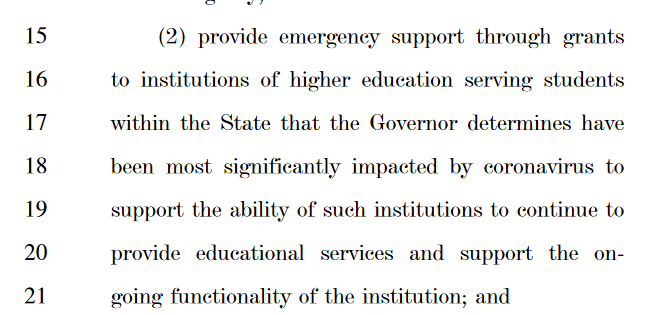 15 (2) provide emergency support through grants
16 to institutions of higher education serving students
17 within the State that the Governor determines have
18 been most significantly impacted by coronavirus to
19 support the ability of such institutions to continue to
20 provide educational services and support the on-
21 going functionality of the institution; and